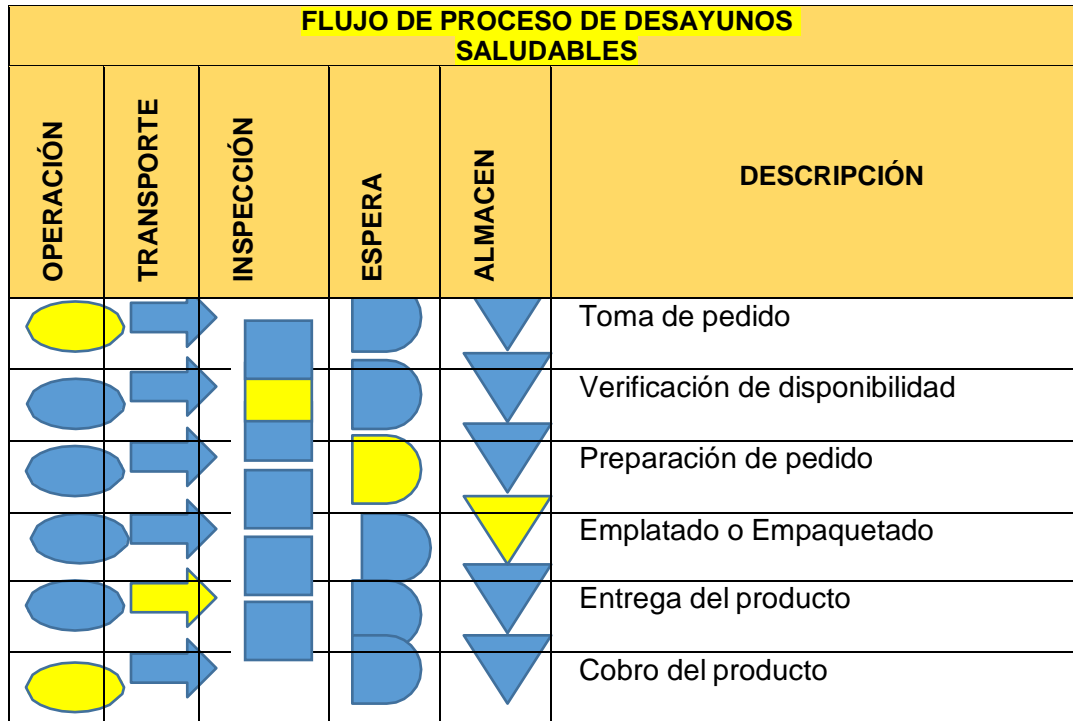 FLUJO DE PROCESO DE DESAYUNOS
SALUDABLES
OPERACIÓN
TRANSPORTE
INSPECCIÓN
ESPERA
ALMACEN
DESCRIPCIÓN
Toma de pedido
Verificación de disponibilidad
Preparación de pedido
Emplatado o Empaquetado
Entrega del producto
Cobro del producto